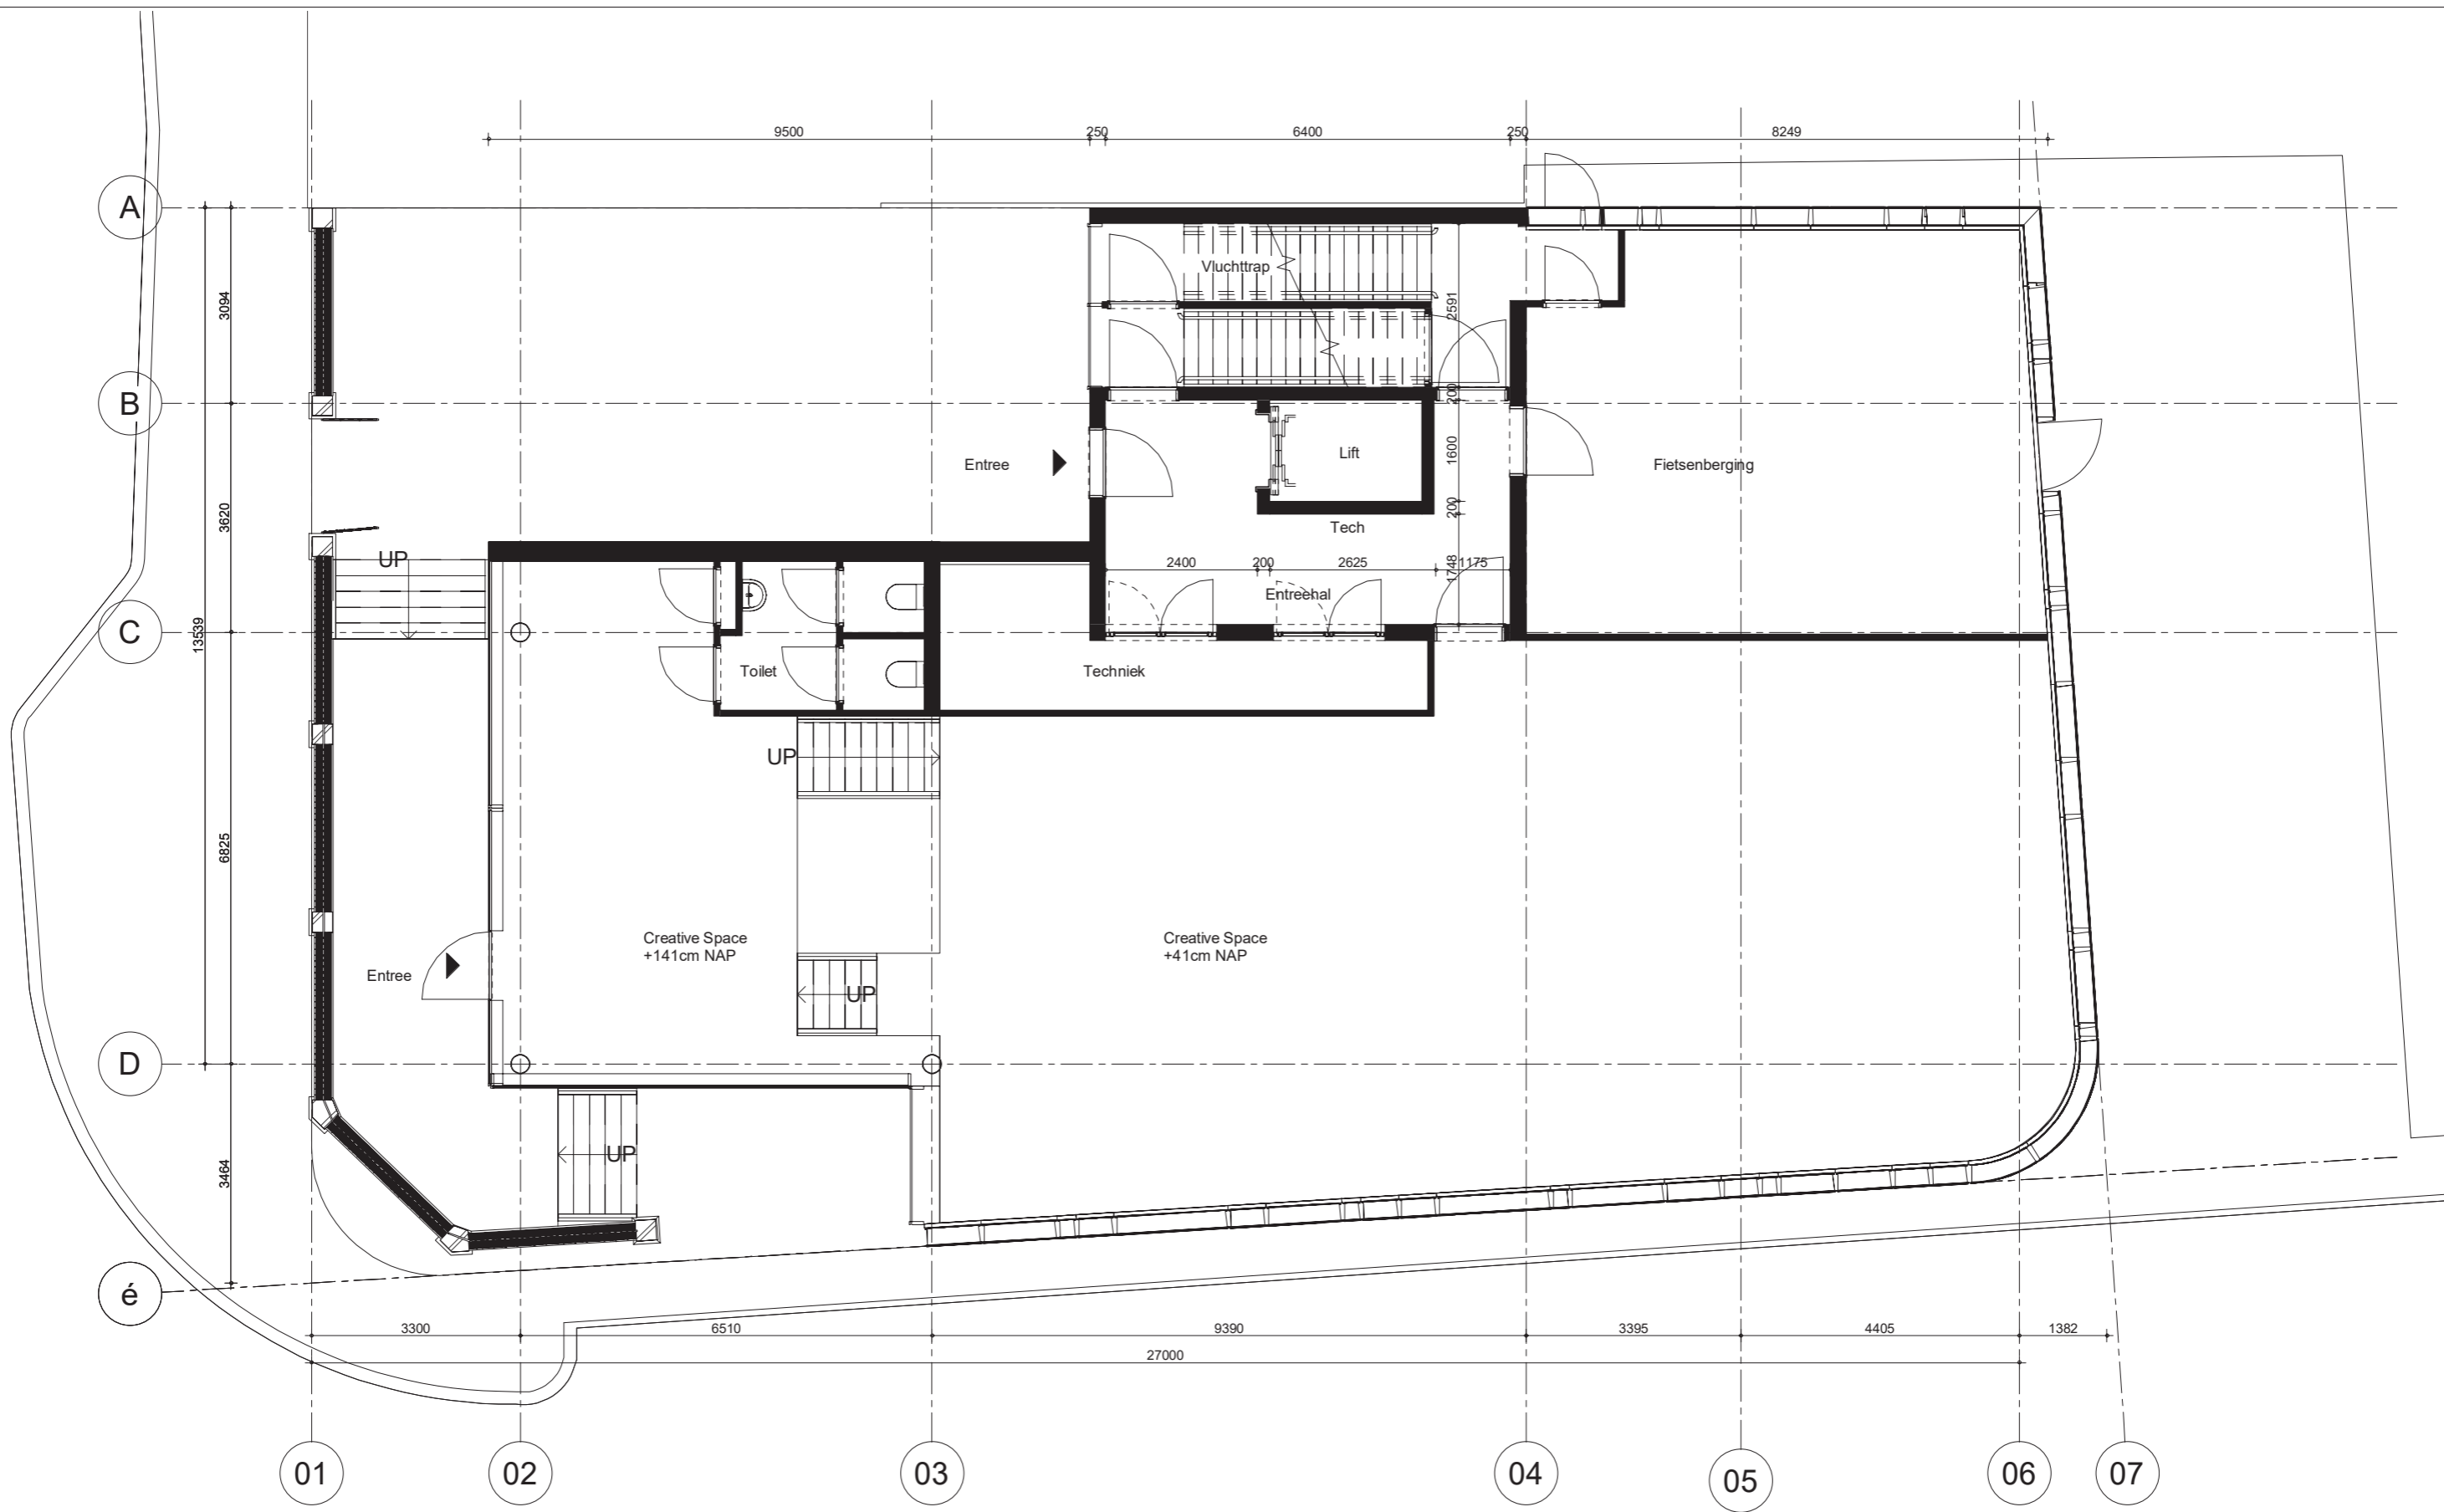 9500
250
6400
250
8249
A
Vluchttrap
3094
2591
B
200
Entree
Lift
1600
Fietsenberging
3620
200
Tech
UP
2400
200
2625
1748
1175
Entreehal
C
13539
Toilet
Techniek
UP
6825
Creative Space
+141cm NAP
Creative Space
+41cm NAP
Entree
UP
D
UP
3464
é
3300
6510
9390
3395
4405
1382
27000
01
02
03
04
05
06
07